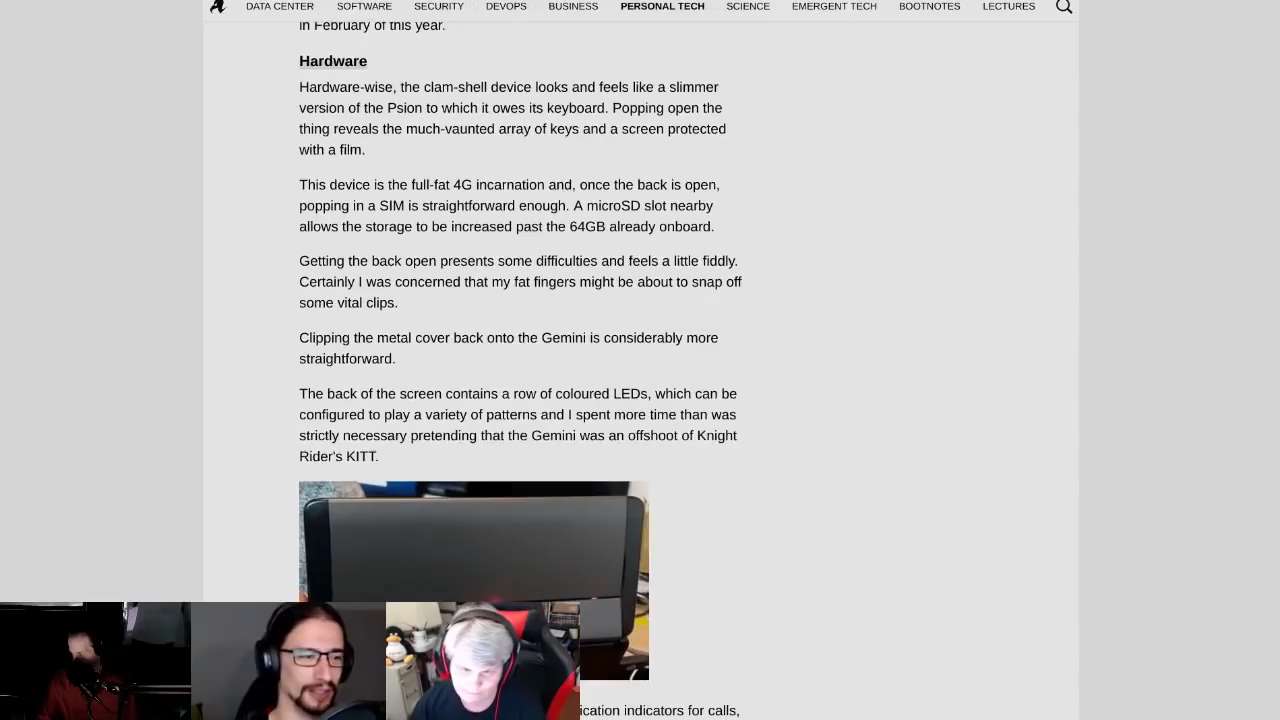 DATA CENTER SOFTWARE SECURITY DEVOPS BUSINESS PERSONAL TECH SCIENCE EMERGENT TECH BOOTNOTES LECTURES
in February of this year.
Hardware
Hardware-wise, the clam-shell device looks and feels like a slimmer
version of the Psion to which it owes its keyboard. Popping open the
thing reveals the much-vaunted array of keys and a screen protected
with a film.
This device is the full-fat 4G incarnation and, once the back is open,
popping in a SIM is straightforward enough. A microSD slot nearby
allows the storage to be increased past the 64GB already onboard.
Getting the back open presents some difficulties and feels a little fiddly.
Certainly I was concerned that my fat fingers might be about to snap off
some vital clips.
Clipping the metal cover back onto the Gemini is considerably more
straightforward.
The back of the screen contains a row of coloured LEDs, which can be
configured to play a variety of patterns and I spent more time than was
strictly necessary pretending that the Gemini was an offshoot of Knight
Rider's KITT.
ication indicators for calls,